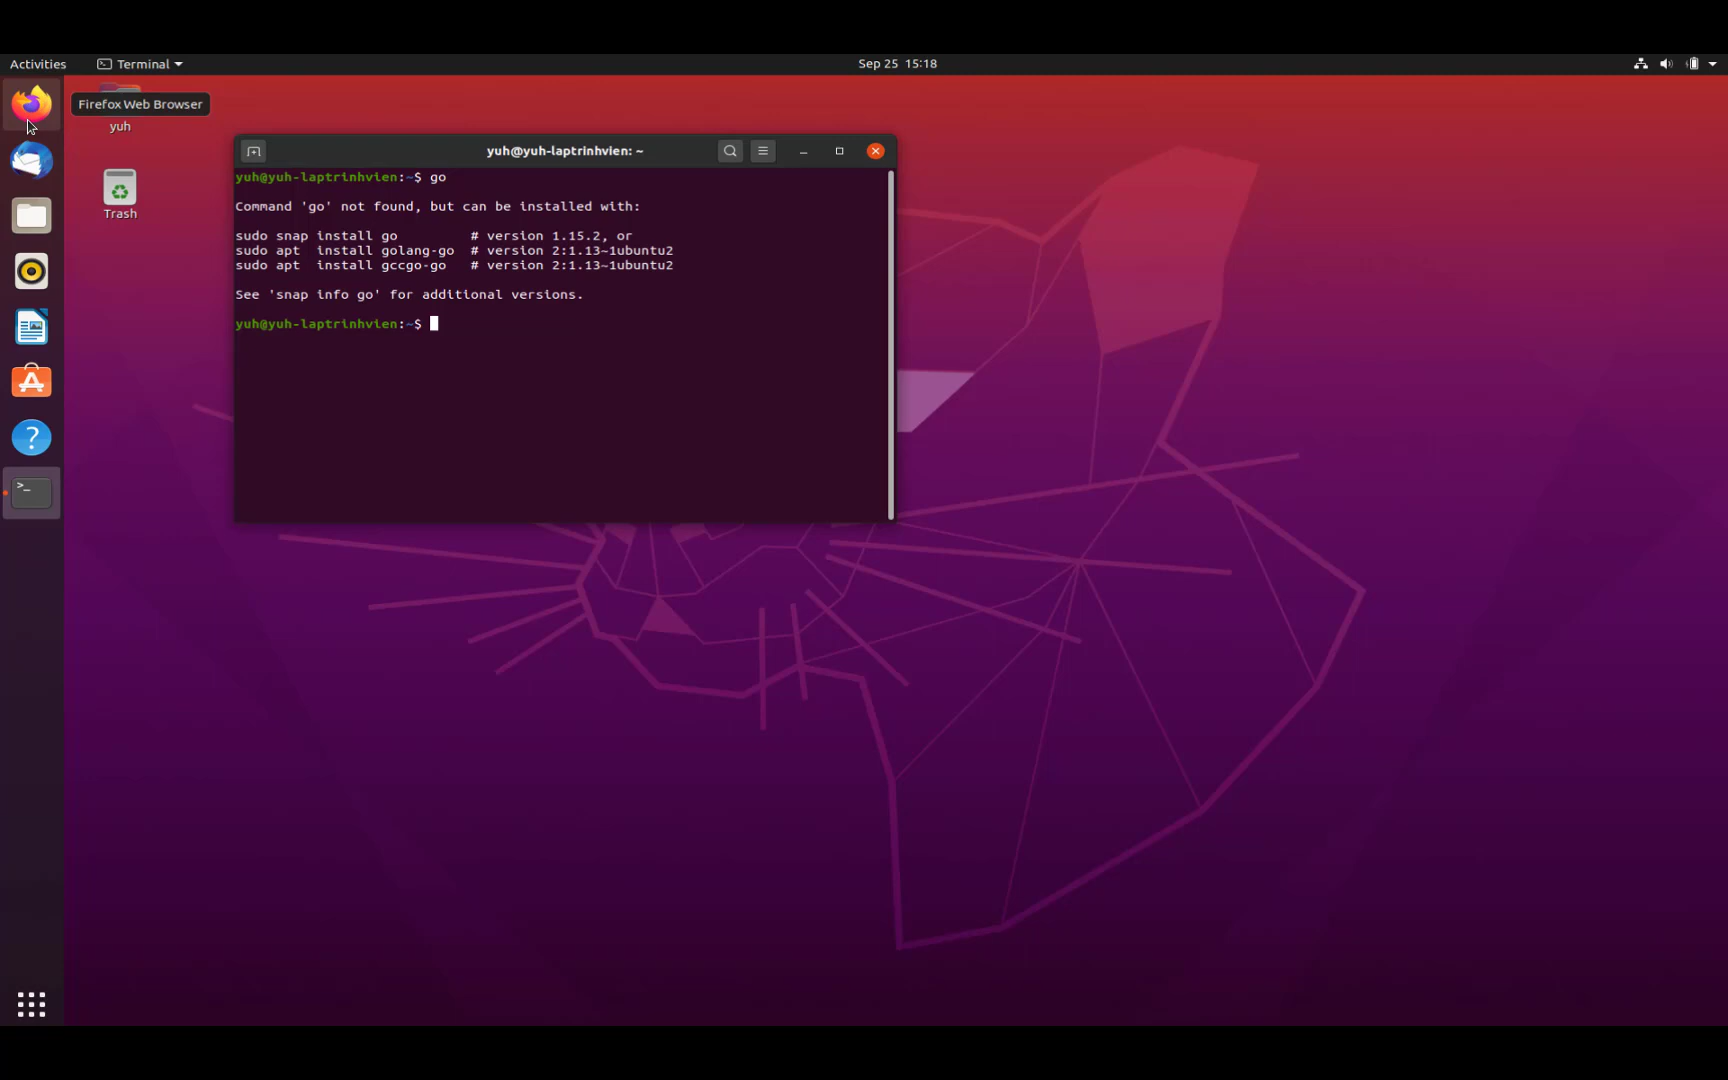 Activities
Terminal
Sep 25 15:18
Firefox Web Browser
yuh
Trash
yuh@yuh-laptrinhvien: ~
yuh@yuh-laptrinhvien:~$ go
Command 'go' not found, but can be installed with:
sudo snap install go         # version 1.15.2, or
sudo apt  install golang-go  # version 2:1.13~1ubuntu2
sudo apt  install gccgo-go   # version 2:1.13~1ubuntu2
See 'snap info go' for additional versions.
yuh@yuh-laptrinhvien:~$